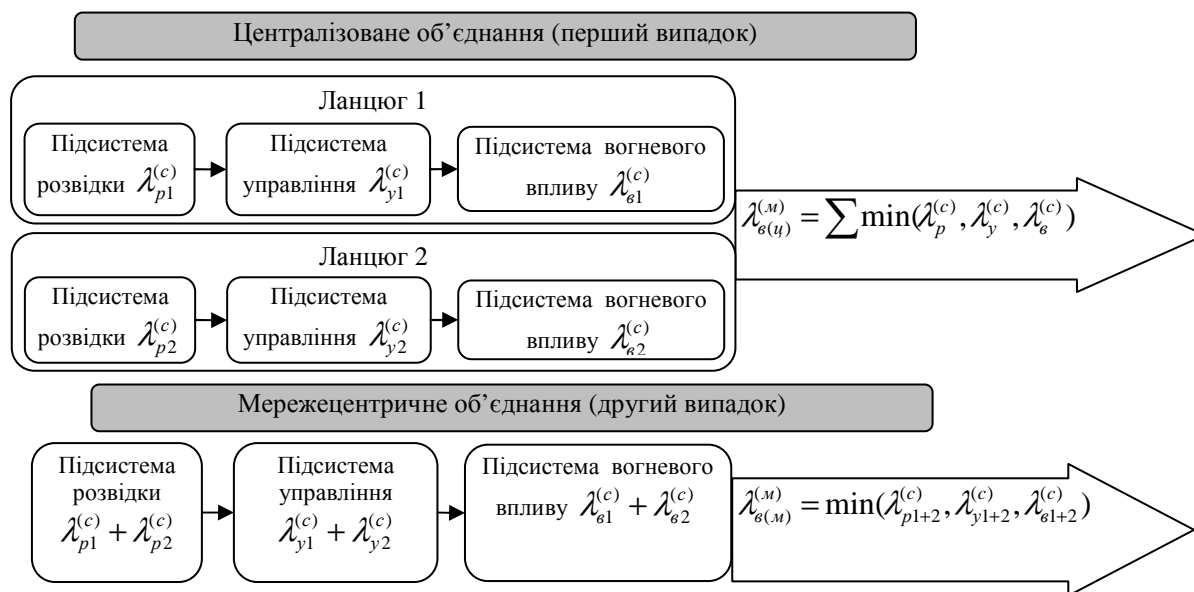 Централізоване об’єднання (перший випадок)
Ланцюг 1
Підсистема
розвідки λ_{р1}^{(с)}
Підсистема
управління λ_{у1}^{(с)}
Підсистема вогневого
впливу λ_{в1}^{(с)}
λ_{в(ц)}^{(м)} = ∑ min(λ_{р}^{(с)}, λ_{у}^{(с)}, λ_{в}^{(с)})
Ланцюг 2
Підсистема
розвідки λ_{р2}^{(с)}
Підсистема
управління λ_{у2}^{(с)}
Підсистема вогневого
впливу λ_{в2}^{(с)}
Мережецентричне об’єднання (другий випадок)
Підсистема
розвідки
λ_{р1}^{(с)} + λ_{р2}^{(с)}
Підсистема
управління
λ_{у1}^{(с)} + λ_{у2}^{(с)}
Підсистема вогневого
впливу λ_{в1}^{(с)} + λ_{в2}^{(с)}
λ_{в(м)}^{(м)} = min(λ_{р1+2}^{(с)}, λ_{у1+2}^{(с)}, λ_{в1+2}^{(с)})